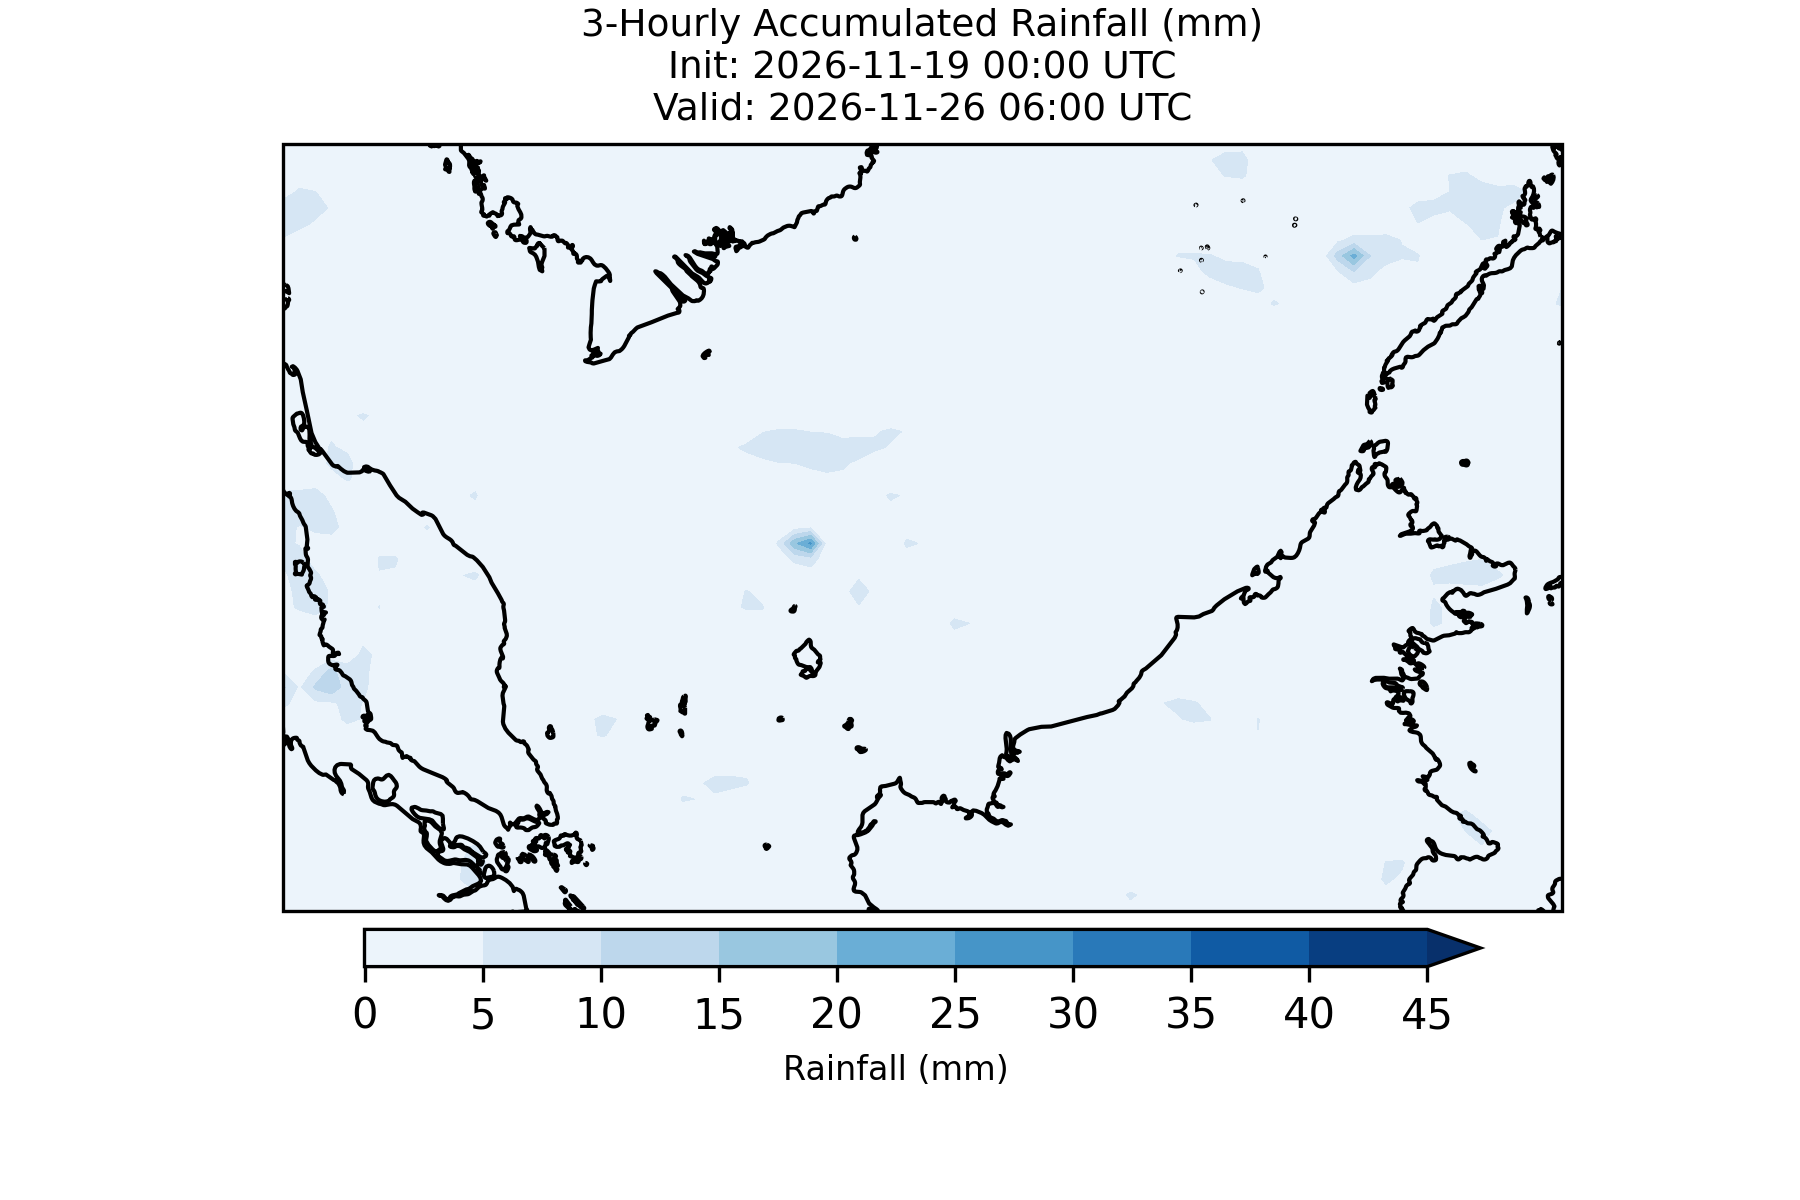 3-Hourly Accumulated Rainfall (mm)
Init: 2026-11-19 00:00 UTC
Valid: 2026-11-26 06:00 UTC
0 5 10 15 20 25 30 35 40 45
Rainfall (mm)